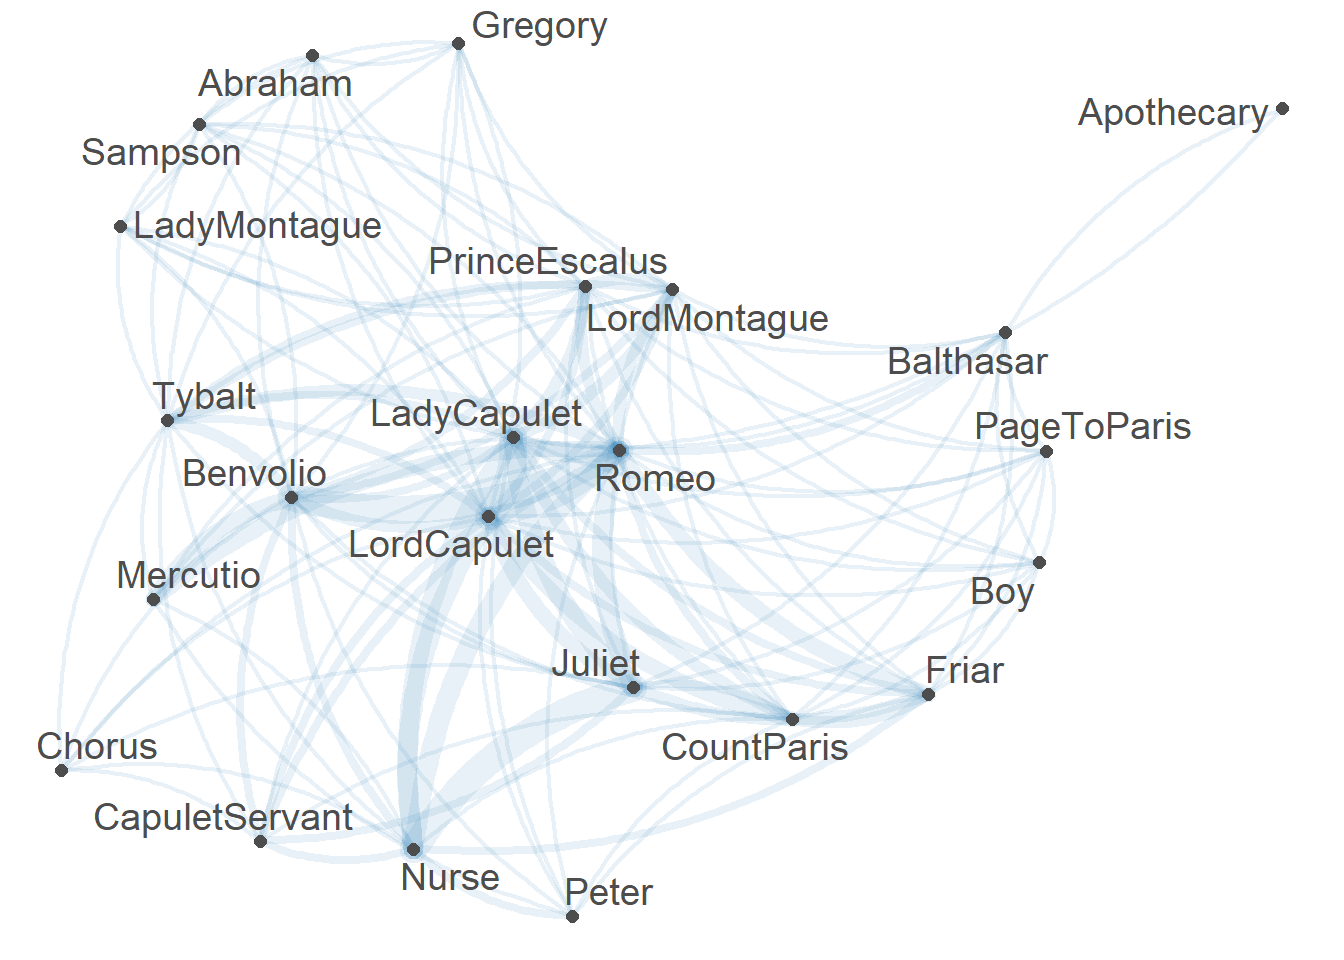 Gregory
Abraham
Apothecary
Sampson
LadyMontague
PrinceEscalus
LordMontague
Balthasar
Tybalt
LadyCapulet
PageToParis
Benvolio
Romeo
LordCapulet
Mercutio
Boy
Juliet
Friar
Chorus
CountParis
CapuletServant
Nurse
Peter